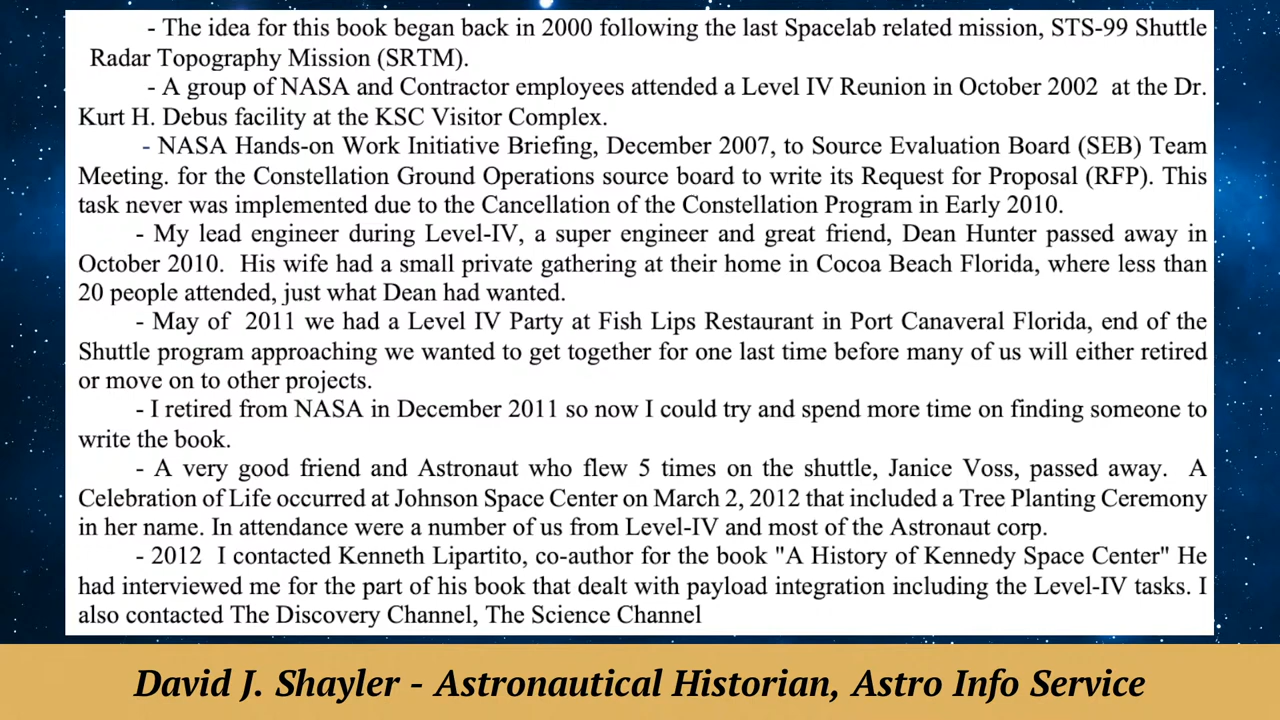 - The idea for this book began back in 2000 following the last Spacelab related mission, STS-99 Shuttle
Radar Topography Mission (SRTM).
- A group of NASA and Contractor employees attended a Level IV Reunion in October 2002 at the Dr.
Kurt H. Debus facility at the KSC Visitor Complex.
- NASA Hands-on Work Initiative Briefing, December 2007, to Source Evaluation Board (SEB) Team
Meeting. for the Constellation Ground Operations source board to write its Request for Proposal (RFP). This
task never was implemented due to the Cancellation of the Constellation Program in Early 2010.
- My lead engineer during Level-IV, a super engineer and great friend, Dean Hunter passed away in
October 2010. His wife had a small private gathering at their home in Cocoa Beach Florida, where less than
20 people attended, just what Dean had wanted.
- May of 2011 we had a Level IV Party at Fish Lips Restaurant in Port Canaveral Florida, end of the
Shuttle program approaching we wanted to get together for one last time before many of us will either retired
or move on to other projects.
- I retired from NASA in December 2011 so now I could try and spend more time on finding someone to
write the book.
- A very good friend and Astronaut who flew 5 times on the shuttle, Janice Voss, passed away. A
Celebration of Life occurred at Johnson Space Center on March 2, 2012 that included a Tree Planting Ceremony
in her name. In attendance were a number of us from Level-IV and most of the Astronaut corp.
- 2012 I contacted Kenneth Lipartito, co-author for the book "A History of Kennedy Space Center" He
had interviewed me for the part of his book that dealt with payload integration including the Level-IV tasks. I
also contacted The Discovery Channel, The Science Channel
David J. Shayler - Astronautical Historian, Astro Info Service